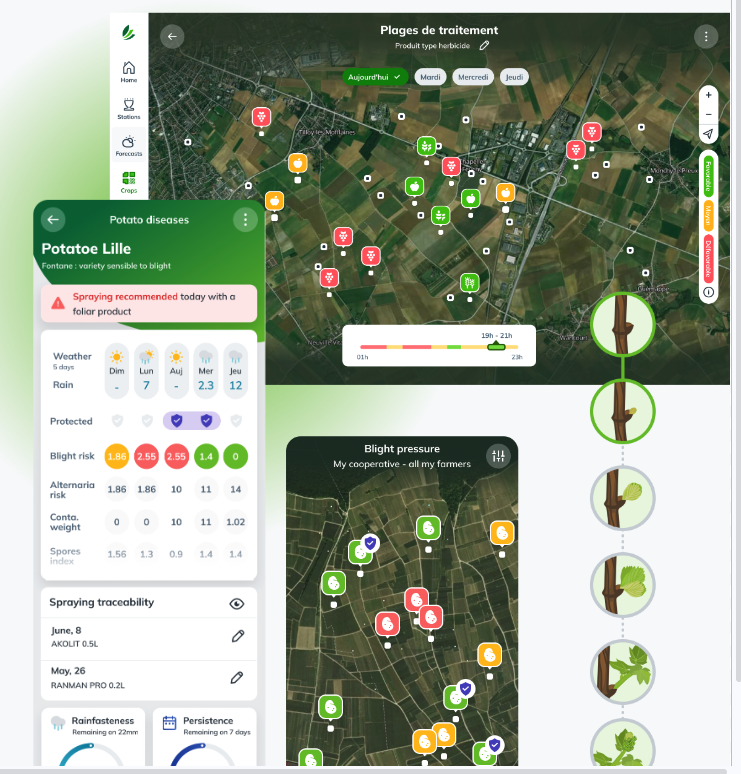 Plages de traitement
Produit type herbicide
Aujourd'hui
Mardi
Mercredi
Jeudi
Home
Stations
Forecasts
Crops
Tilloy-lès-Mofflaines
Favorable
Moyen
Défavorable
19h - 21h
01h
23h
Potato diseases
Potatoe Lille
Fontane : variety sensible to blight
Spraying recommended today with a
foliar product
Weather
5 days
Dim Lun Auj Mer Jeu
Rain - 7 - 2.3 12
Protected
Blight risk 1.86 2.55 2.55 1.4 0
Alternaria
risk 1.86 1.86 10 11 14
Conta.
weight 0 0 10 11 1.02
Spores
index 1.56 1.3 0.9 1.4 1.4
Spraying traceability
June, 8
AKOLIT 0.5L
May, 26
RANMAN PRO 0.2L
Rainfasteness
Remaining on 22mm
Persistence
Remaining on 7 days
Blight pressure
My cooperative - all my farmers